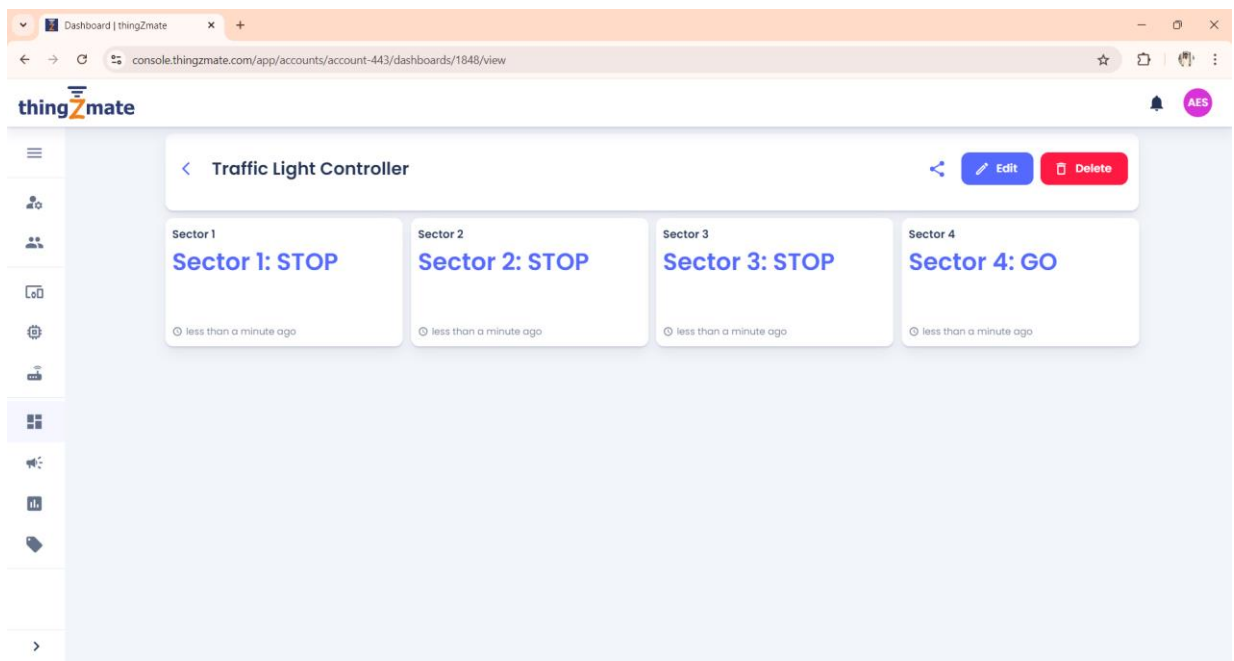 Dashboard | thingZmate
console.thingzmate.com/app/accounts/account-443/dashboards/1848/view
thingZmate
AES
Traffic Light Controller
Edit
Delete
Sector 1
Sector 1: STOP
less than a minute ago
Sector 2
Sector 2: STOP
less than a minute ago
Sector 3
Sector 3: STOP
less than a minute ago
Sector 4
Sector 4: GO
less than a minute ago